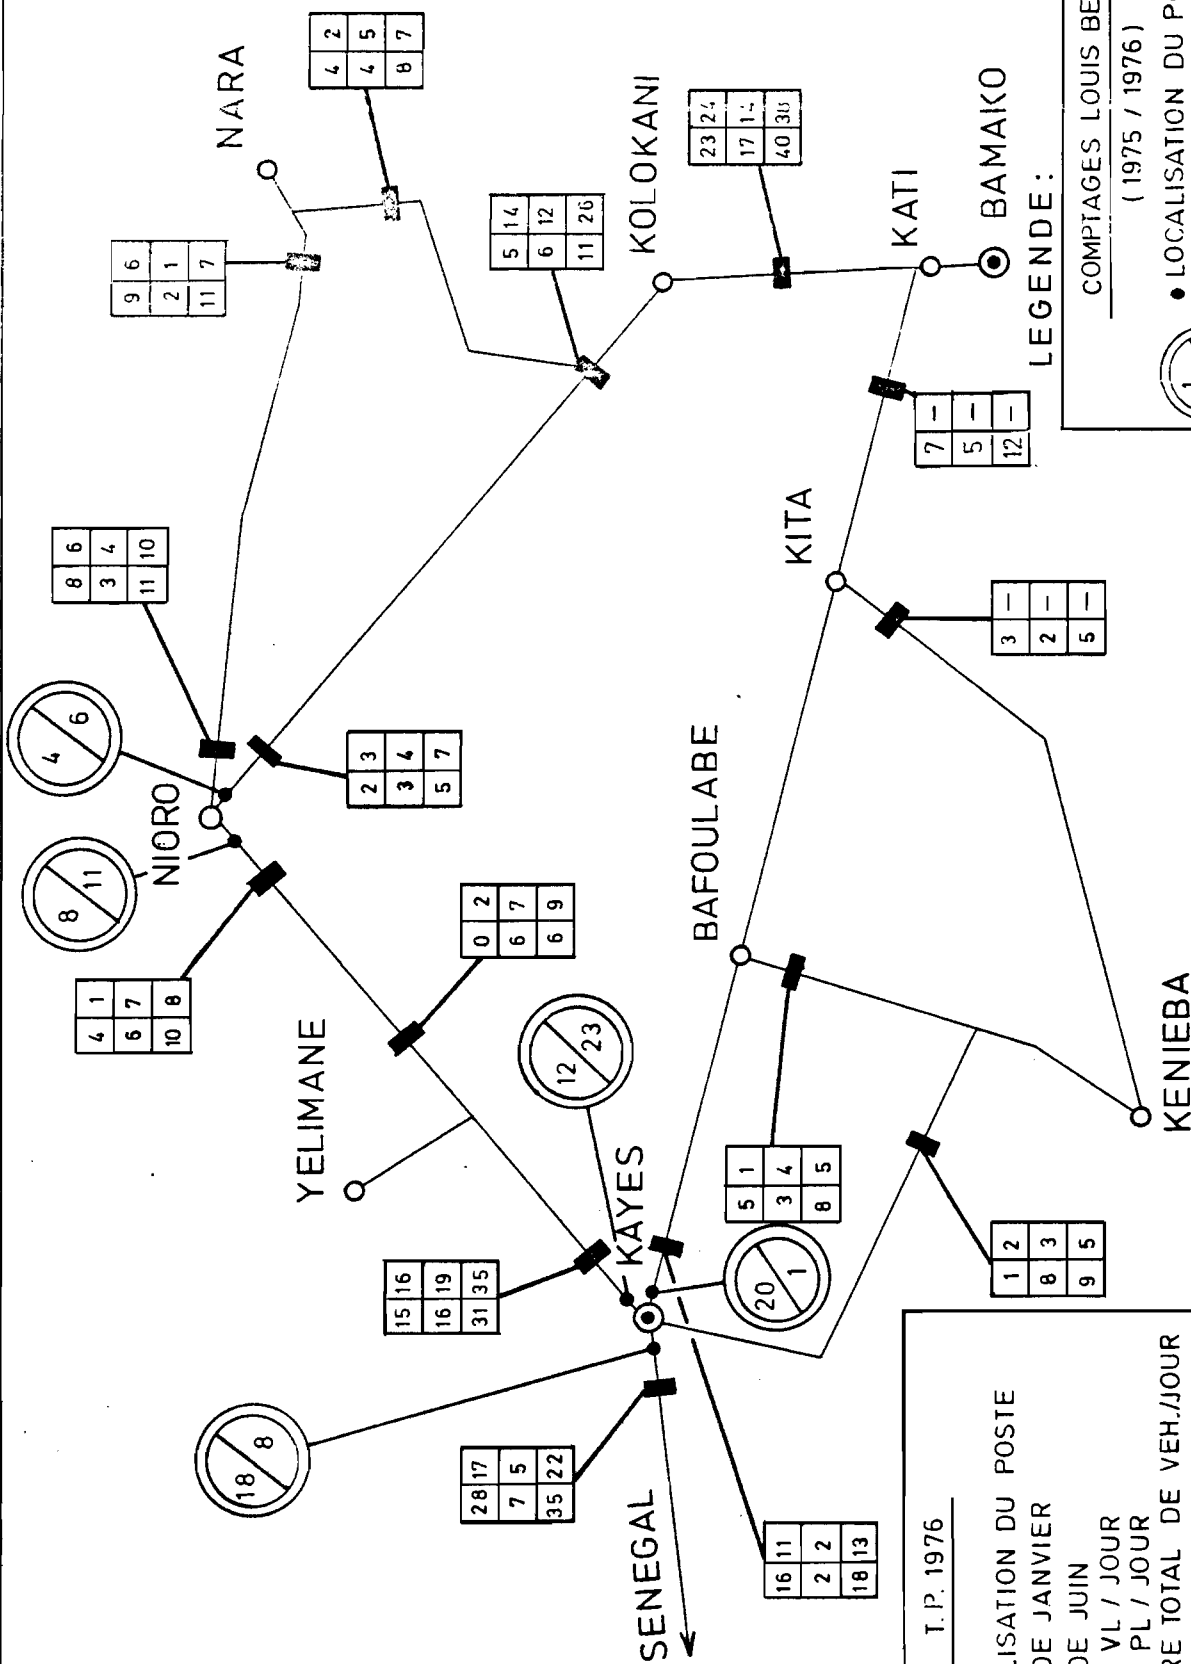 4 6
8 11
8 6
3 4
11 10
4 1
6 7
10 8
9 6
2 1
11 7
NIORO
NARA
18 8
YELIMANE
4 2
4 5
8 7
2 3
3 4
5 7
15 16
16 19
31 35
28 17
7 5
35 22
0 2
6 7
6 9
5 14
6 12
11 26
12 23
KAYES
KOLOKANI
SENEGAL
BAFOULABE
23 24
17 14
40 38
5 1
3 4
8 5
20 1
16 11
2 2
18 13
KITA
KATI
7 –
5 –
12 –
BAMAKO
1 2
8 3
9 5
3 –
2 –
5 –
KENIEBA
LEGENDE:
T.P. 1976
LISATION DU POSTE
DE JANVIER
DE JUIN
VL / JOUR
PL / JOUR
RE TOTAL DE VEH./JOUR
COMPTAGES LOUIS BE
(1975 / 1976)
• LOCALISATION DU PO
1